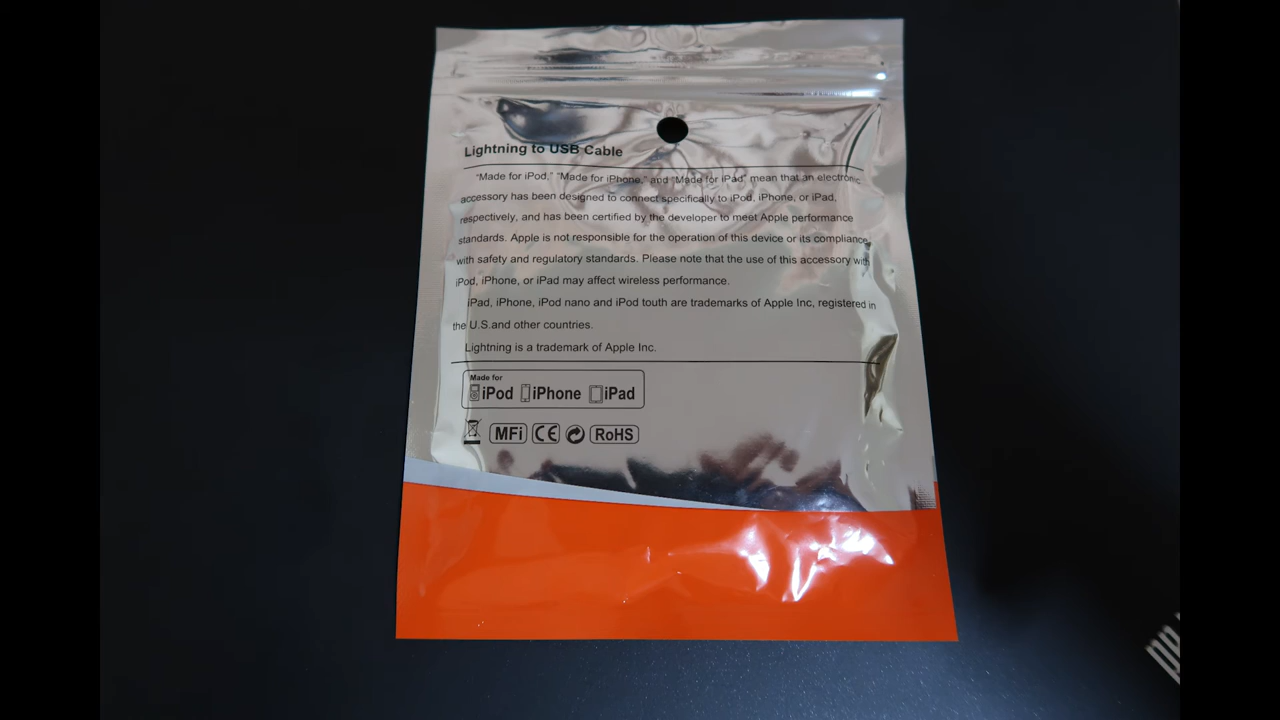 Lightning to USB Cable
"Made for iPod," "Made for iPhone," and "Made for iPad" mean that an electronic
accessory has been designed to connect specifically to iPod, iPhone, or iPad,
respectively, and has been certified by the developer to meet Apple performance
standards. Apple is not responsible for the operation of this device or its compliance
with safety and regulatory standards. Please note that the use of this accessory with
iPod, iPhone, or iPad may affect wireless performance.
iPad, iPhone, iPod nano and iPod touth are trademarks of Apple Inc, registered in
the U.S.and other countries.
Lightning is a trademark of Apple Inc.
Made for
iPod iPhone iPad
MFi CE RoHS